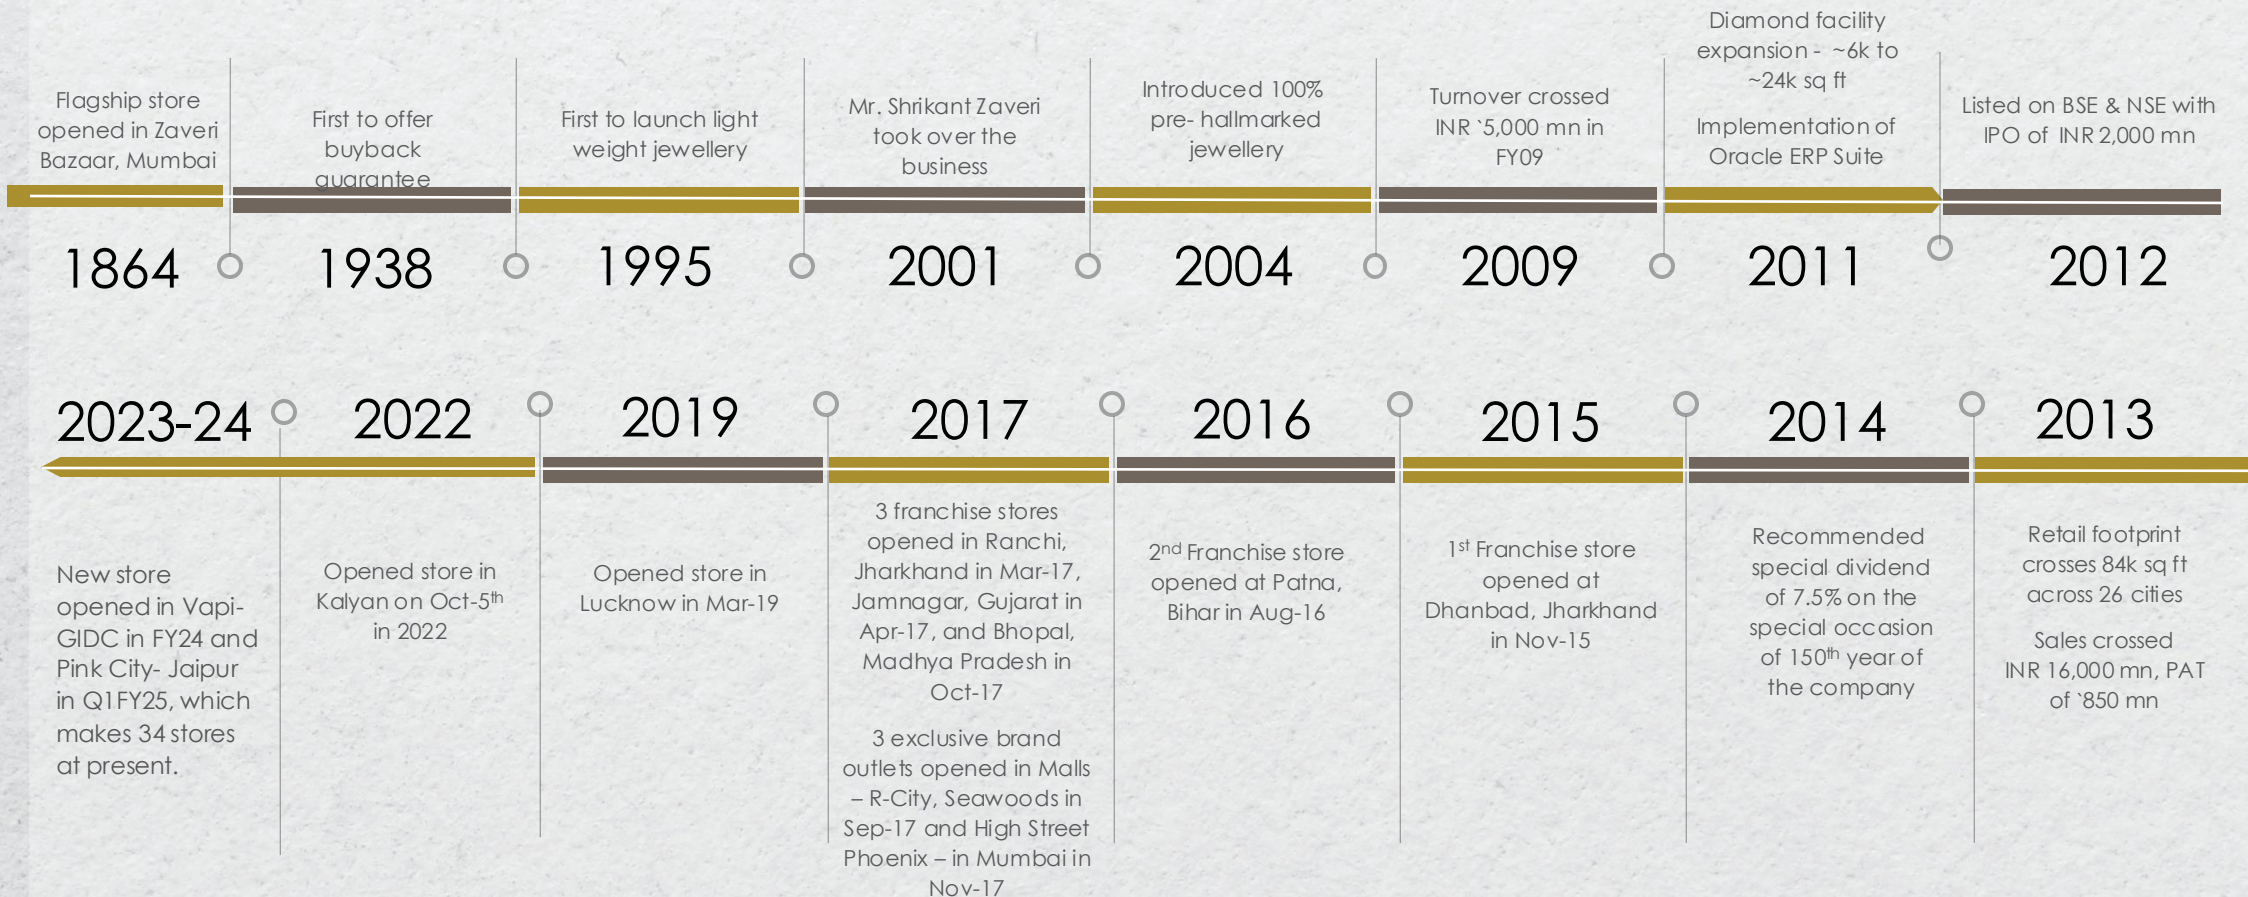 Flagship store
opened in Zaveri
Bazaar, Mumbai
1864
First to offer
buyback
guarantee
1938
First to launch light
weight jewellery
1995
Mr. Shrikant Zaveri
took over the
business
2001
Introduced 100%
pre- hallmarked
jewellery
2004
Turnover crossed
INR `5,000 mn in
FY09
2009
Diamond facility
expansion - ~6k to
~24k sq ft
Implementation of
Oracle ERP Suite
2011
Listed on BSE & NSE with
IPO of INR 2,000 mn
2012
2023-24
New store
opened in Vapi-
GIDC in FY24 and
Pink City- Jaipur
in Q1FY25, which
makes 34 stores
at present.
2022
Opened store in
Kalyan on Oct-5th
in 2022
2019
Opened store in
Lucknow in Mar-19
2017
3 franchise stores
opened in Ranchi,
Jharkhand in Mar-17,
Jamnagar, Gujarat in
Apr-17, and Bhopal,
Madhya Pradesh in
Oct-17
3 exclusive brand
outlets opened in Malls
– R-City, Seawoods in
Sep-17 and High Street
Phoenix – in Mumbai in
Nov-17
2016
2nd Franchise store
opened at Patna,
Bihar in Aug-16
2015
1st Franchise store
opened at
Dhanbad, Jharkhand
in Nov-15
2014
Recommended
special dividend
of 7.5% on the
special occasion
of 150th year of
the company
2013
Retail footprint
crosses 84k sq ft
across 26 cities
Sales crossed
INR 16,000 mn, PAT
of `850 mn